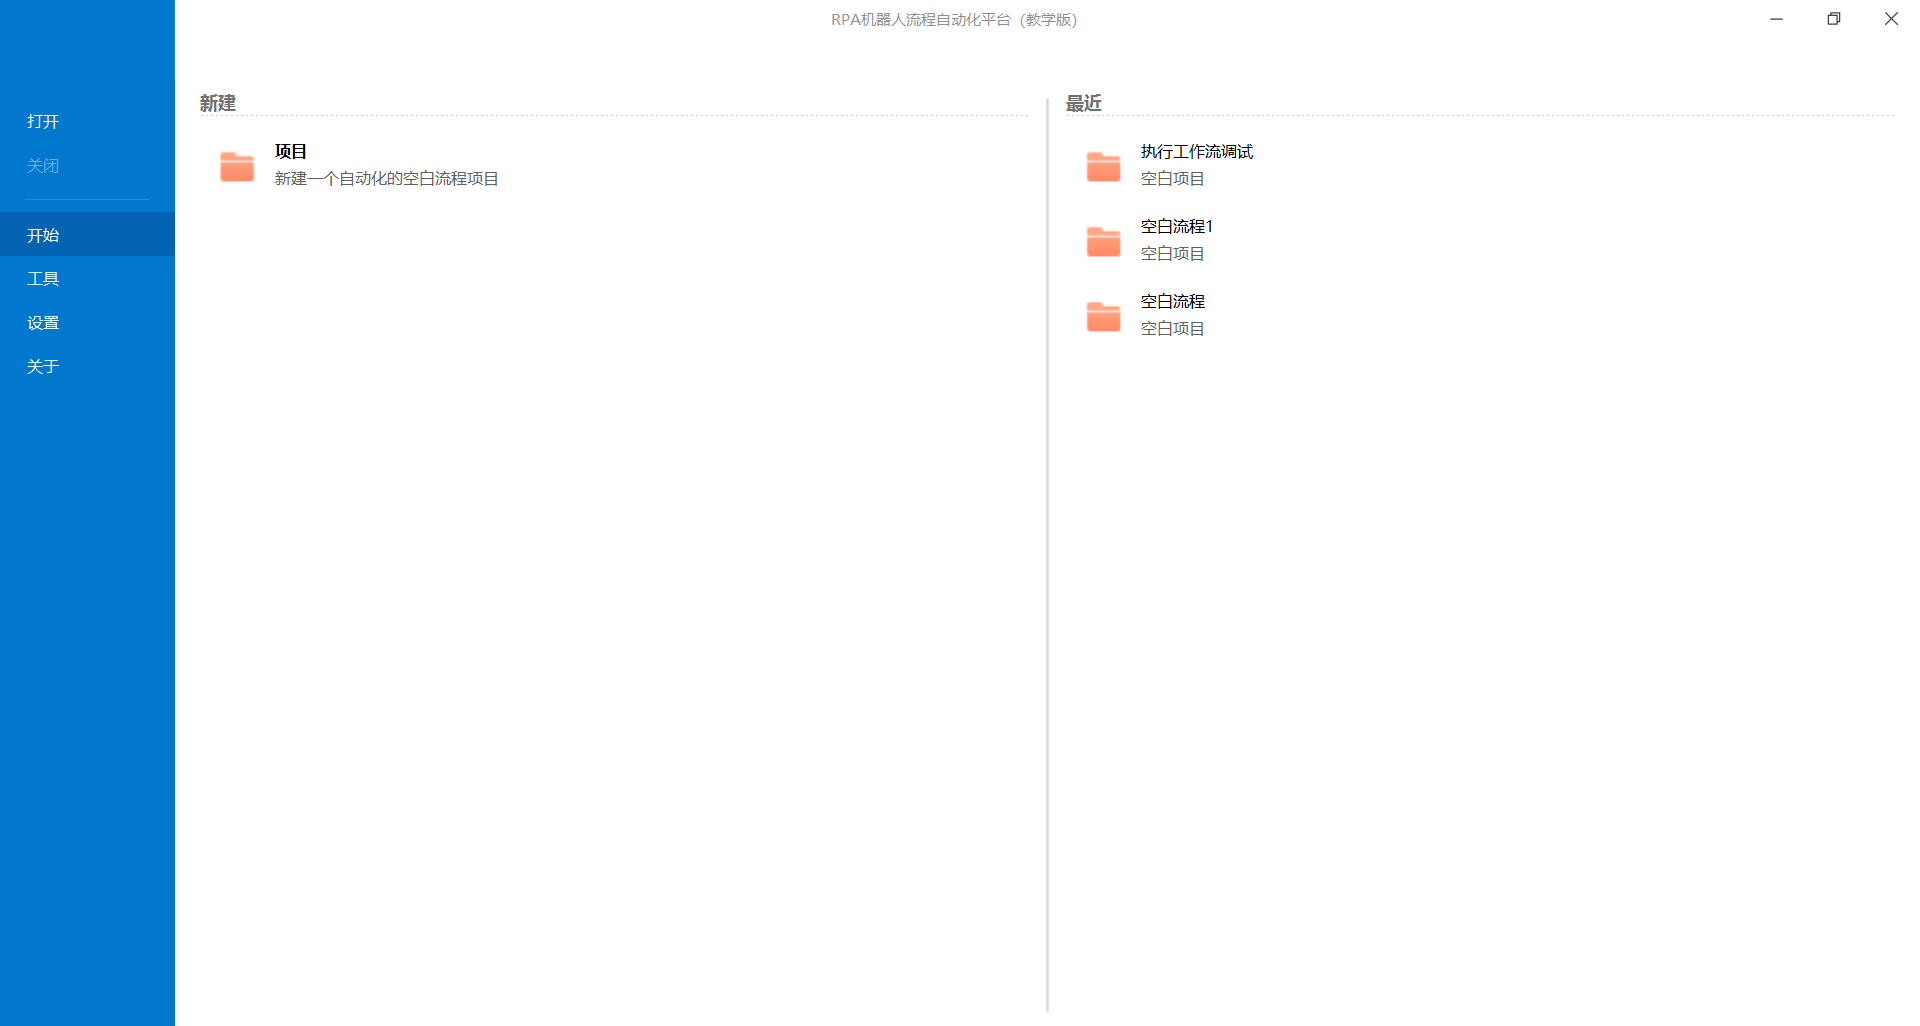 RPA机器人流程自动化平台（教学版）
打开
关闭
开始
工具
设置
关于
新建
项目
新建一个自动化的空白流程项目
最近
执行工作流调试
空白项目
空白流程1
空白项目
空白流程
空白项目